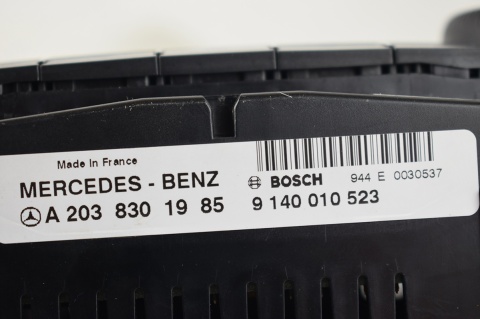 Made In France
MERCEDES - BENZ BOSCH 944 E 0030537
A 203 830 19 85 9 140 010 523